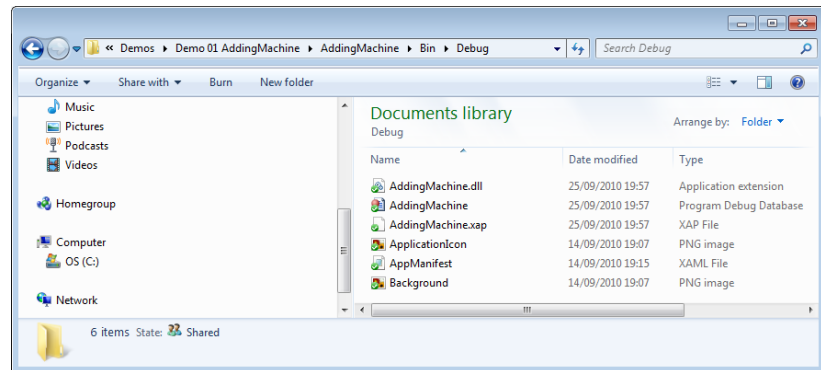 « Demos ▸ Demo 01 AddingMachine ▸ AddingMachine ▸ Bin ▸ Debug
Search Debug
Organize ▼ Share with ▼ Burn New folder
Music
Pictures
Podcasts
Videos
Homegroup
Computer
OS (C:)
Network
Documents library
Debug
Arrange by: Folder ▼
Name Date modified Type
AddingMachine.dll 25/09/2010 19:57 Application extension
AddingMachine 25/09/2010 19:57 Program Debug Database
AddingMachine.xap 25/09/2010 19:57 XAP File
ApplicationIcon 14/09/2010 19:07 PNG image
AppManifest 14/09/2010 19:15 XAML File
Background 14/09/2010 19:07 PNG image
6 items State: Shared